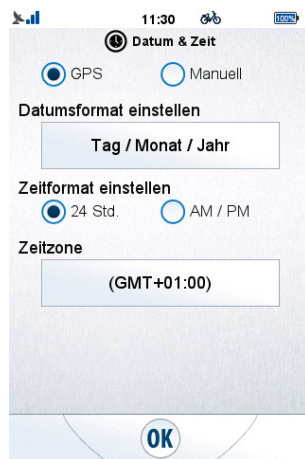 11:30 100%
Datum & Zeit
GPS Manuell
Datumsformat einstellen
Tag / Monat / Jahr
Zeitformat einstellen
24 Std. AM / PM
Zeitzone
(GMT+01:00)
OK